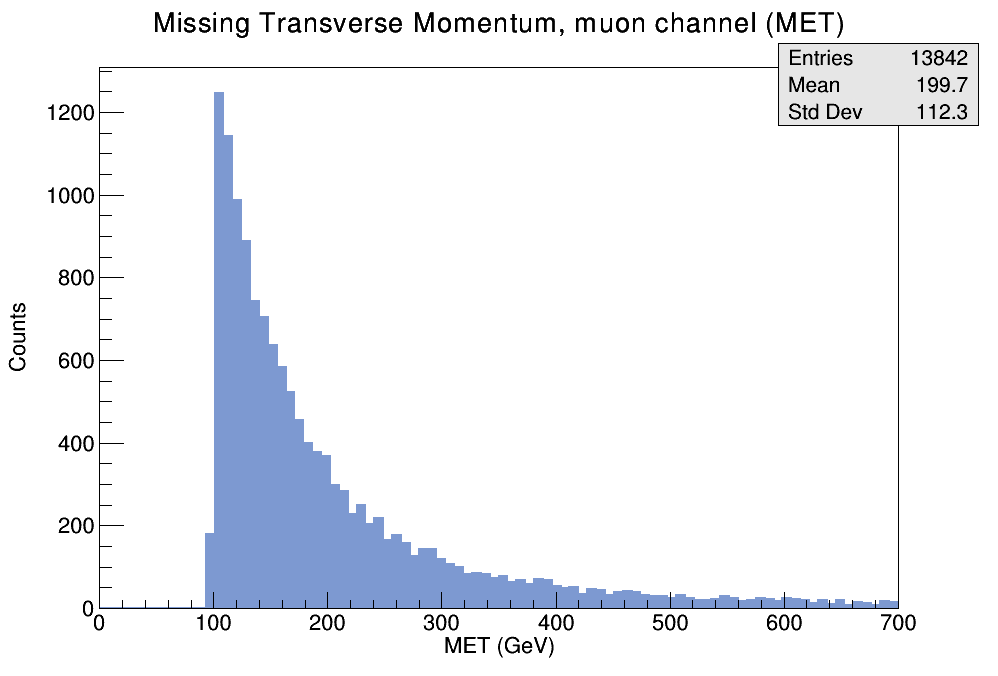 Missing Transverse Momentum, muon channel (MET)
Entries 13842
Mean 199.7
Std Dev 112.3
1200
1000
800
600
400
200
0
Counts
0 100 200 300 400 500 600 700
MET (GeV)